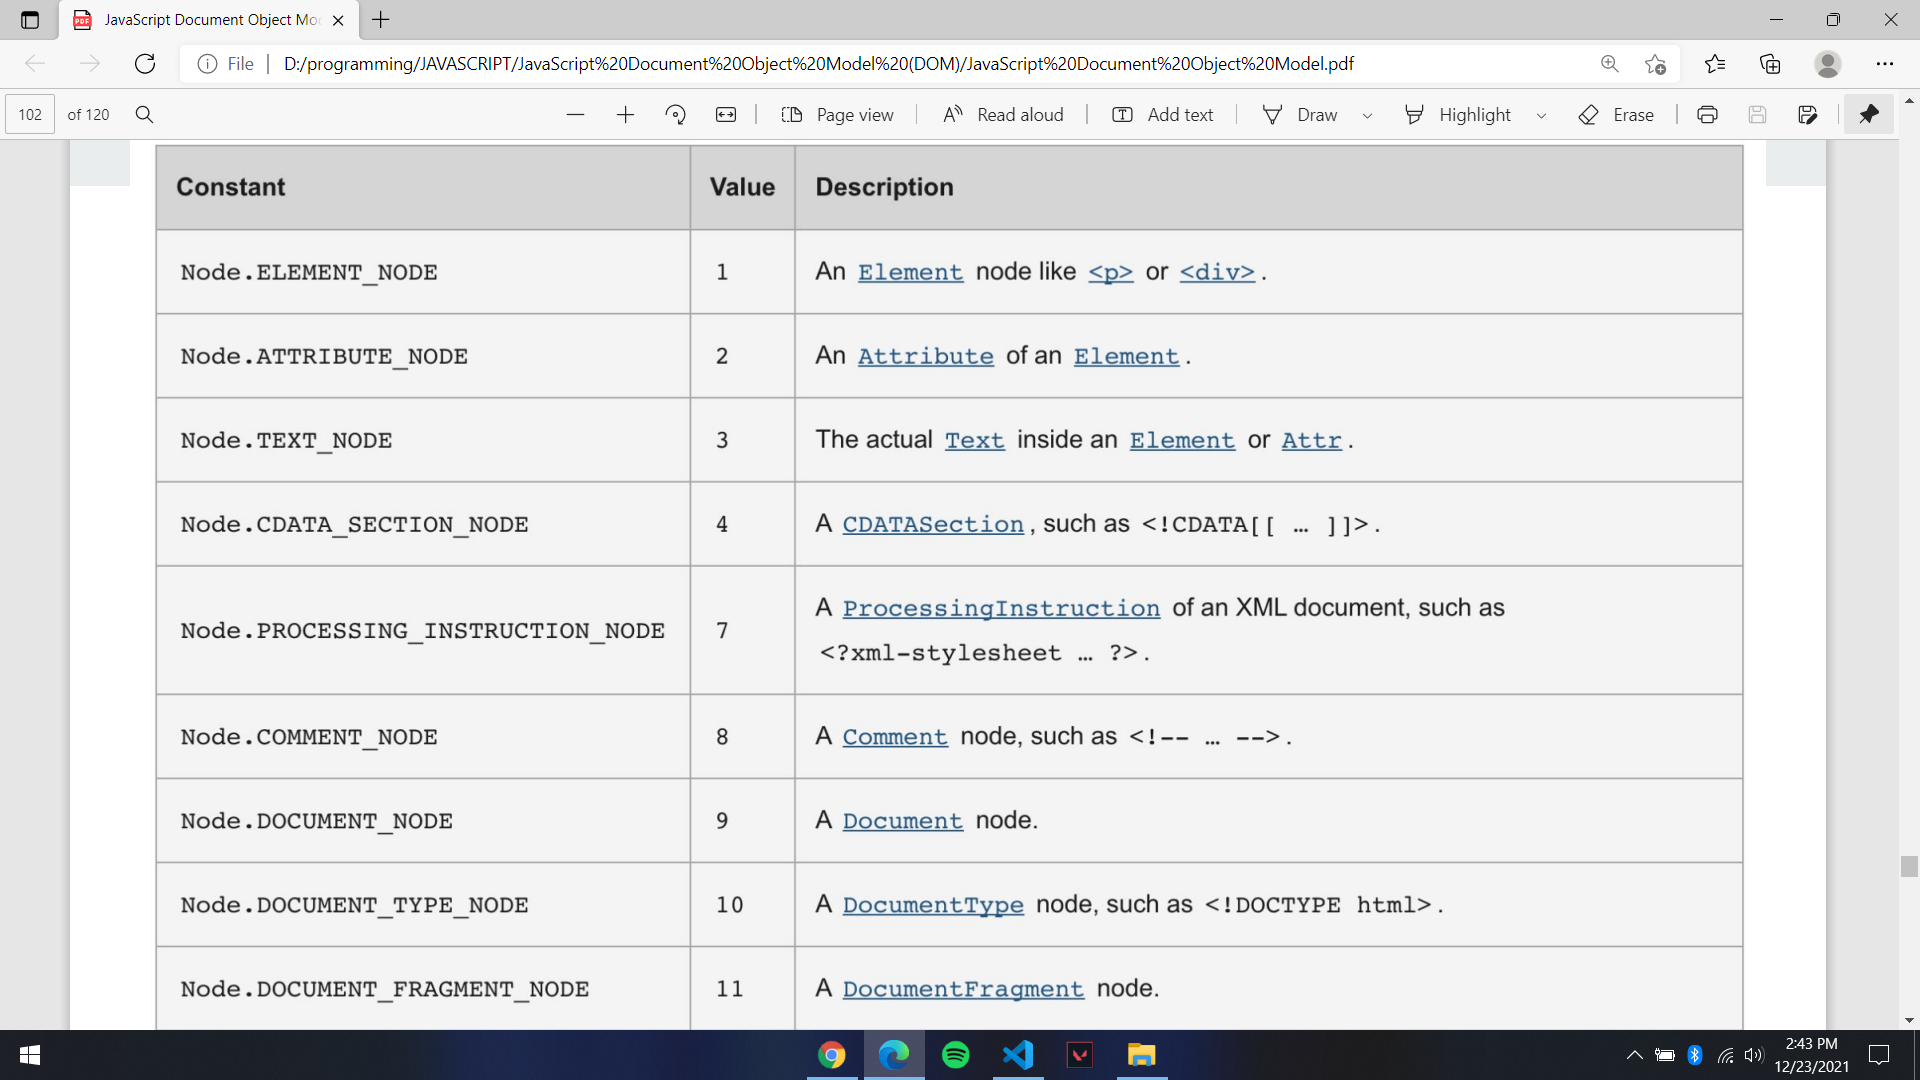 JavaScript Document Object Mo
File
D:/programming/JAVASCRIPT/JavaScript%20Document%20Object%20Model%20(DOM)/JavaScript%20Document%20Object%20Model.pdf
102 of 120
Page view
Read aloud
Add text
Draw
Highlight
Erase
Constant Value Description
Node.ELEMENT_NODE 1 An Element node like <p> or <div>.
Node.ATTRIBUTE_NODE 2 An Attribute of an Element.
Node.TEXT_NODE 3 The actual Text inside an Element or Attr.
Node.CDATA_SECTION_NODE 4 A CDATASection, such as <!CDATA[[ … ]]>.
Node.PROCESSING_INSTRUCTION_NODE 7 A ProcessingInstruction of an XML document, such as
<?xml-stylesheet … ?>.
Node.COMMENT_NODE 8 A Comment node, such as <!-- … -->.
Node.DOCUMENT_NODE 9 A Document node.
Node.DOCUMENT_TYPE_NODE 10 A DocumentType node, such as <!DOCTYPE html>.
Node.DOCUMENT_FRAGMENT_NODE 11 A DocumentFragment node.
2:43 PM
12/23/2021